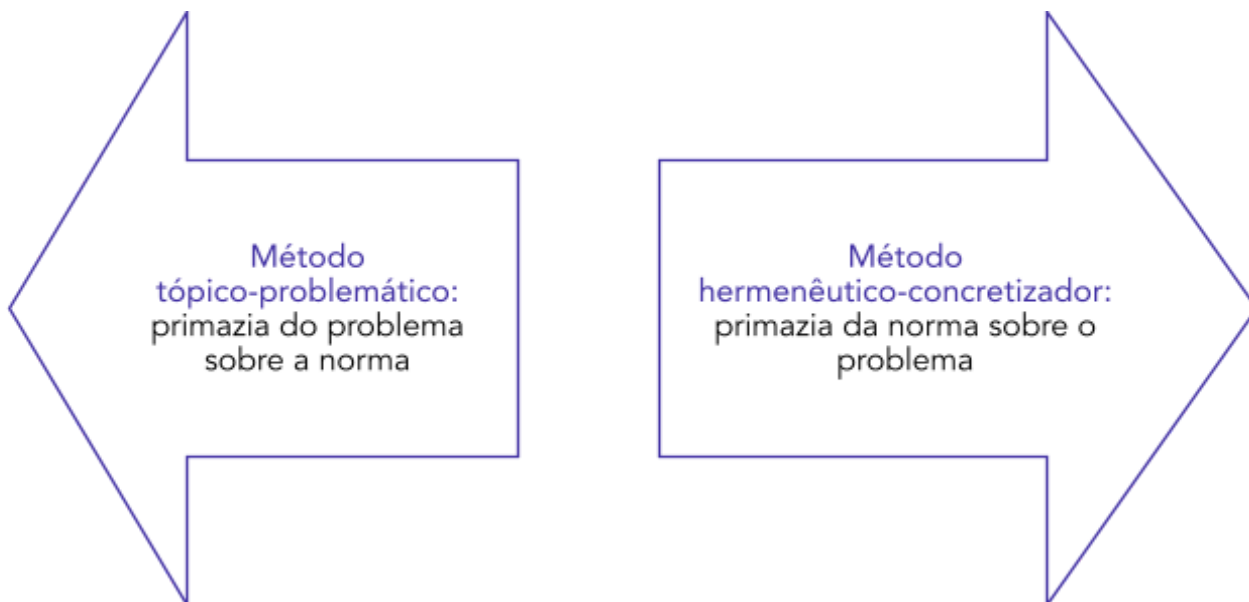 Método
tópico-problemático:
primazia do problema
sobre a norma
Método
hermenêutico-concretizador:
primazia da norma sobre o
problema